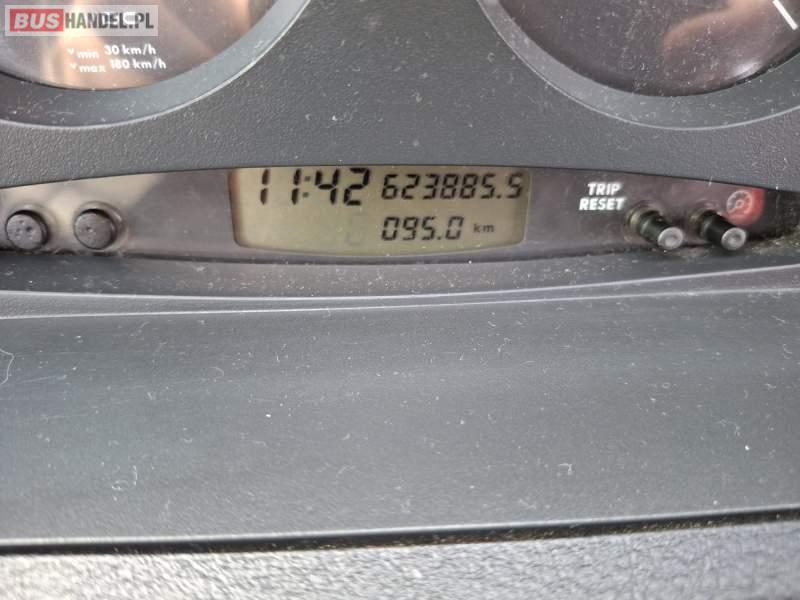 BUSHANDEL.PL
v min 30 km/h
v max 180 km/h
11:42 623885.5
095.0 km
TRIP
RESET